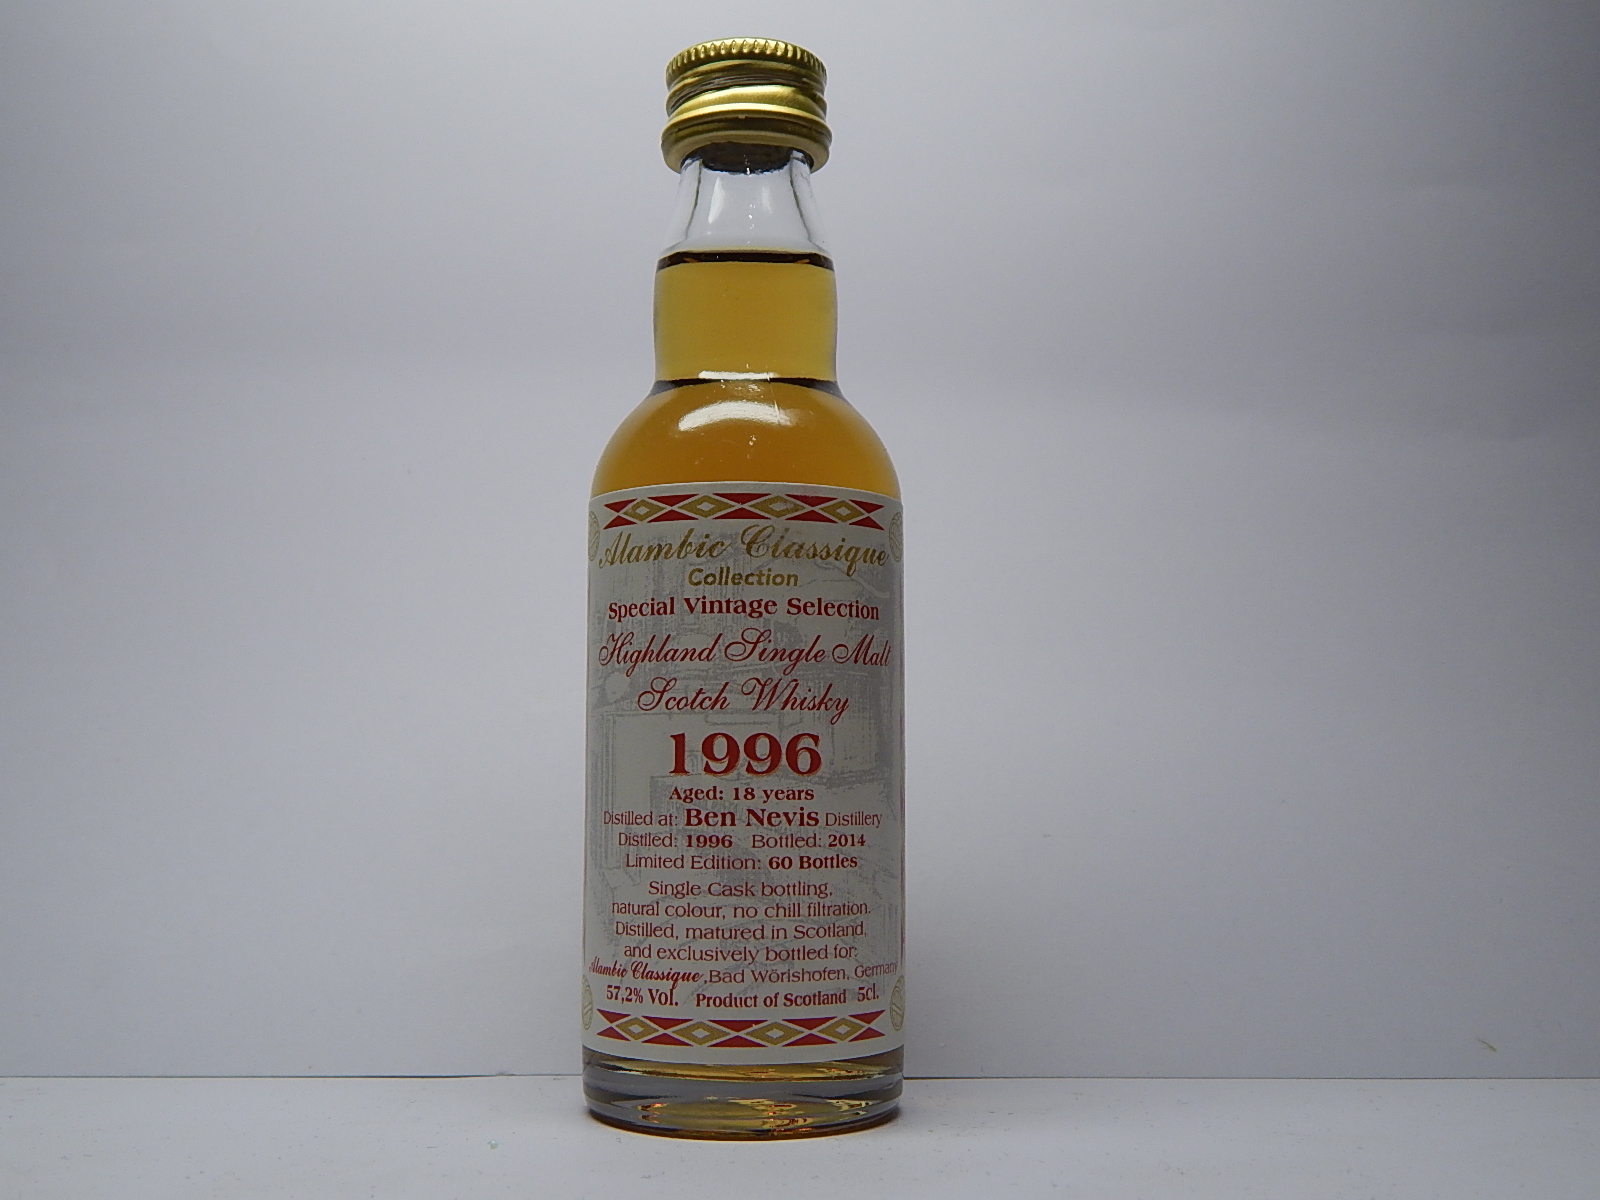 Alambic Classique
Collection
Special Vintage Selection
Highland Single Malt
Scotch Whisky
1996
Aged: 18 years
Distilled at: Ben Nevis Distillery
Distilled: 1996 Bottled: 2014
Limited Edition: 60 Bottles
Single Cask bottling,
natural colour, no chill filtration.
Distilled, matured in Scotland,
and exclusively bottled for:
Alambic Classique, Bad Wörishofen, Germany
57,2% Vol. Product of Scotland 5cl.